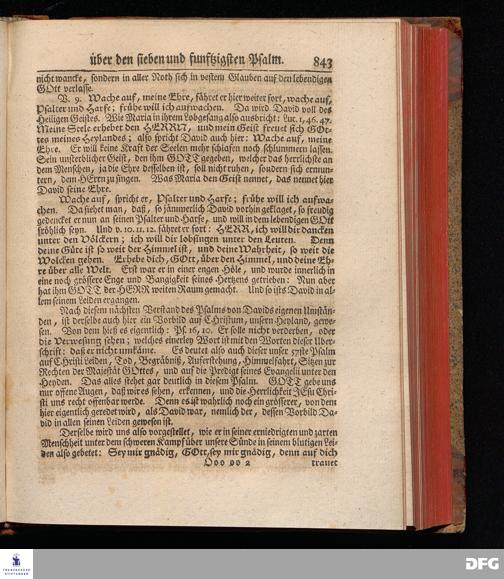 über den sieben und funftzigsten Psalm. 843
nicht wancke, sondern in aller Noth sich in vestem Glauben auf den lebendigen
GOtt verlasse.
V. 9. Wache auf, meine Ehre, fähret er hier weiter fort, wache auf,
Psalter und Harfe; frühe will ich aufwachen. Da wird David voll des
Heiligen Geistes. Wie Maria in ihrem Lobgesang also ausbricht: Luc. 1, 46. 47.
Meine Seele erhebet den HERRN, und mein Geist freuet sich GOt-
tes meines Heylandes; also spricht David auch hier: Wache auf, meine
Ehre. Er will keine Kraft der Seelen mehr schlafen noch schlummern lassen.
Sein unsterblicher Geist, den ihm GOTT gegeben, welcher das herrlichste an
dem Menschen, ja die Ehre desselben ist, soll nicht ruhen, sondern sich ermun-
tern, dem HErrn zu singen. Was Maria den Geist nennet, das nennet hier
David seine Ehre.
Wache auf, spricht er, Psalter und Harfe; frühe will ich aufwa-
chen. Da siehet man, daß, so jämmerlich David vorhin geklaget, so freudig
gedencket er nun an seinen Psalter und Harfe, und will in dem lebendigen GOtt
fröhlich seyn. Und v. 10. 11. 12. fähret er fort: HERR, ich will dir dancken
unter den Völckern; ich will dir lobsingen unter den Leuten. Denn
deine Güte ist so weit der Himmel ist, und deine Wahrheit, so weit die
Wolcken gehen. Erhebe dich, GOtt, über den Himmel, und deine Eh-
re über alle Welt. Erst war er in einer engen Höle, und wurde innerlich in
eine noch grössere Enge und Bangigkeit seines Hertzens getrieben: Nun aber
hat ihm GOTT der HERR weiten Raum gemacht. Und so ists David in al-
lem seinem Leiden ergangen.
Nach diesem nächsten Verstand des Psalms von Davids eigenen Umstän-
den, ist derselbe auch hier ein Vorbild auf Christum, unsern Heyland, gewe-
sen. Von dem hieß es eigentlich: Ps. 16, 10. Er solle nicht verderben, oder
die Verwesung sehen; welches einerley Wort ist mit den Worten dieser Uber-
schrift: daß er nicht umkäme. Es deutet also auch dieser unser 57ste Psalm
auf Christi Leiden, Tod, Begräbniß, Auferstehung, Himmelfahrt, Sitzen zur
Rechten der Majestät GOttes, und auf die Predigt seines Evangelii unter den
Heyden. Das alles stehet gar deutlich in diesem Psalm. GOTT gebe uns
nur offene Augen, daß wir es sehen, erkennen, und die Herrlichkeit JEsu Chri-
sti uns recht offenbar werde. Denn es ist wahrlich noch ein grösserer, von dem
hier eigentlich geredet wird, als David war, nemlich der, dessen Vorbild Da-
vid in allen seinen Leiden gewesen ist.
Derselbe wird uns also vorgestellet, wie er in seiner erniedrigten und zarten
Menschheit unter dem schweren Kampf über unsere Sünde in seinem blutigen Lei-
den also gebetet: Sey mir gnädig, GOtt, sey mir gnädig, denn auf dich
Ooo oo 2 trauet
FRANCKESCHE
STIFTUNGEN
DFG